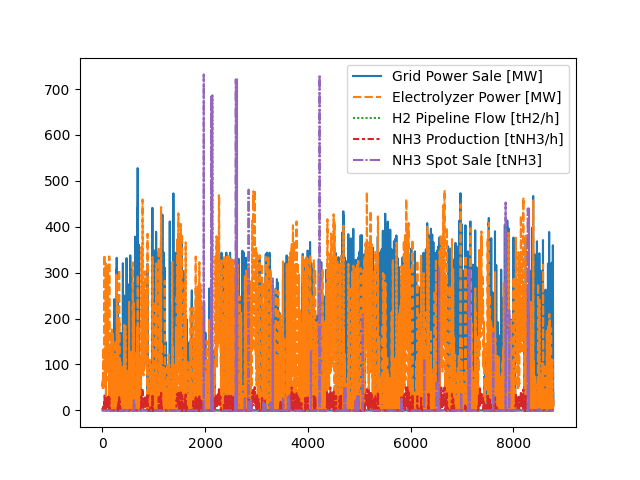 Grid Power Sale [MW]
Electrolyzer Power [MW]
H2 Pipeline Flow [tH2/h]
NH3 Production [tNH3/h]
NH3 Spot Sale [tNH3]
700
600
500
400
300
200
100
0
0 2000 4000 6000 8000